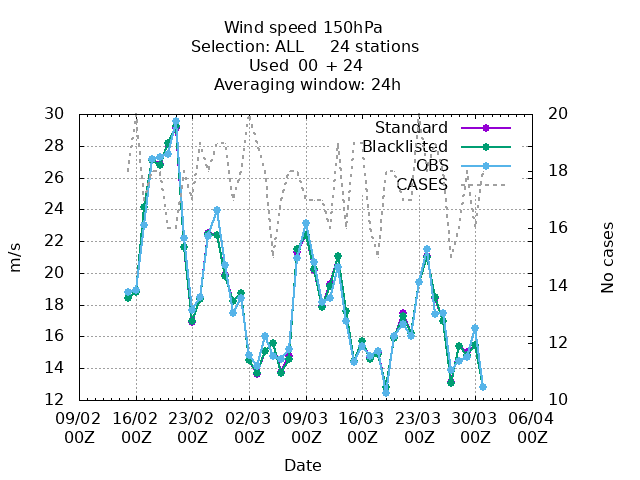 Wind speed 150hPa
Selection: ALL 24 stations
Used 00 + 24
Averaging window: 24h
30 20
Standard
28 Blacklisted
26 18 OBS
CASES
24
22 16
m/s No cases
20
14
18
16
12
14
12 10
09/02 16/02 23/02 02/03 09/03 16/03 23/03 30/03 06/04
00Z 00Z 00Z 00Z 00Z 00Z 00Z 00Z 00Z
Date